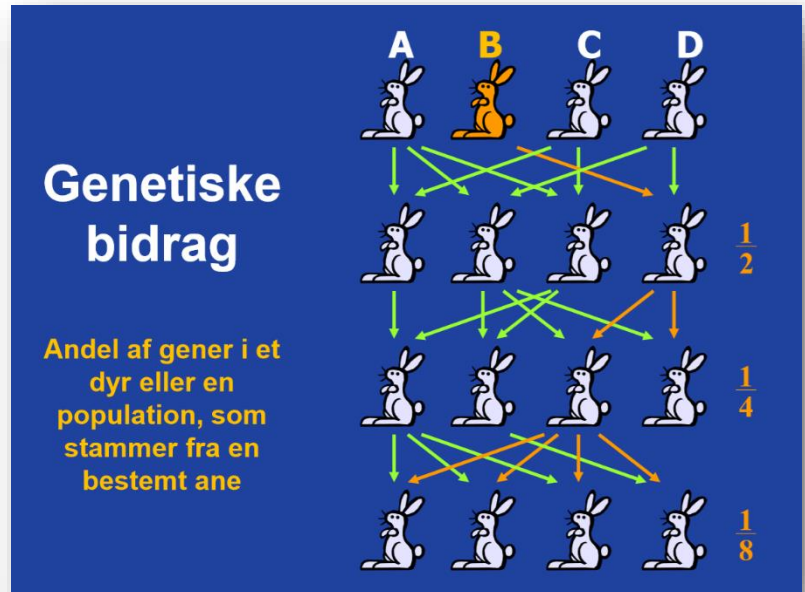 A B C D
Genetiske
bidrag
Andel af gener i et
dyr eller en
population, som
stammer fra en
bestemt ane
1/2
1/4
1/8